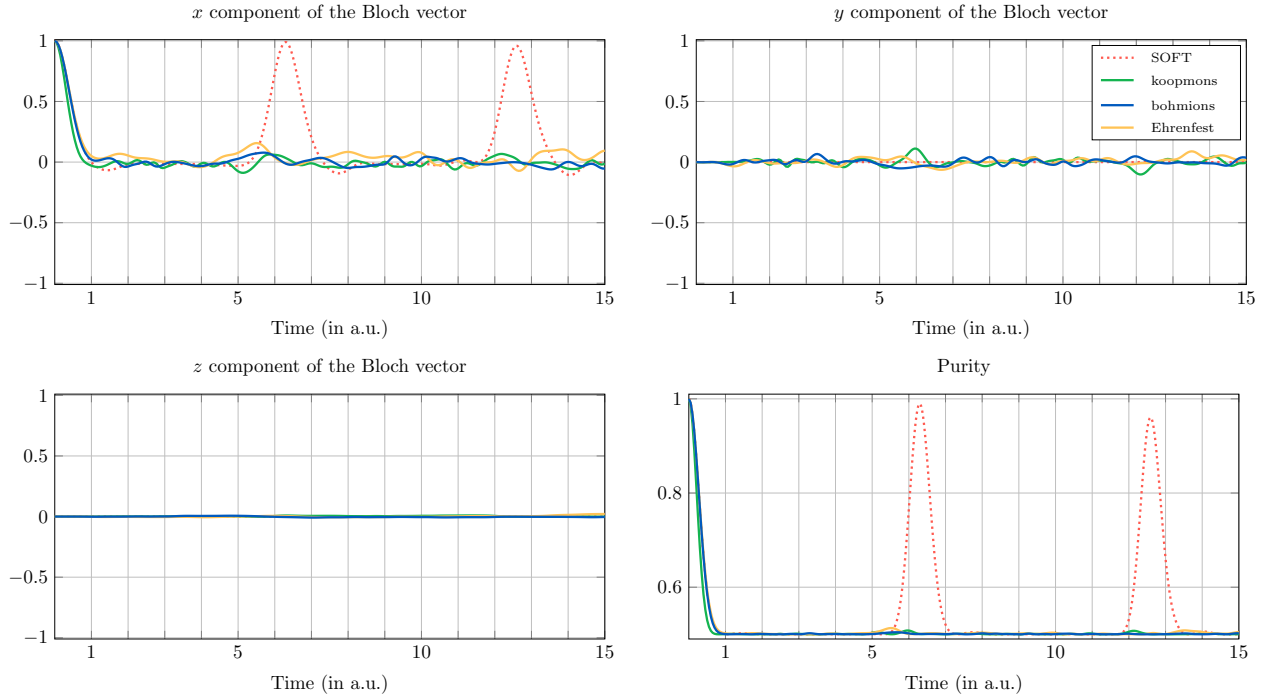 x component of the Bloch vector
1
0.5
0
−0.5
−1
1 5 10 15
Time (in a.u.)
y component of the Bloch vector
1
0.5
0
−0.5
−1
SOFT
koopmons
bohmions
Ehrenfest
1 5 10 15
Time (in a.u.)
z component of the Bloch vector
1
0.5
0
−0.5
−1
1 5 10 15
Time (in a.u.)
Purity
1
0.8
0.6
1 5 10 15
Time (in a.u.)